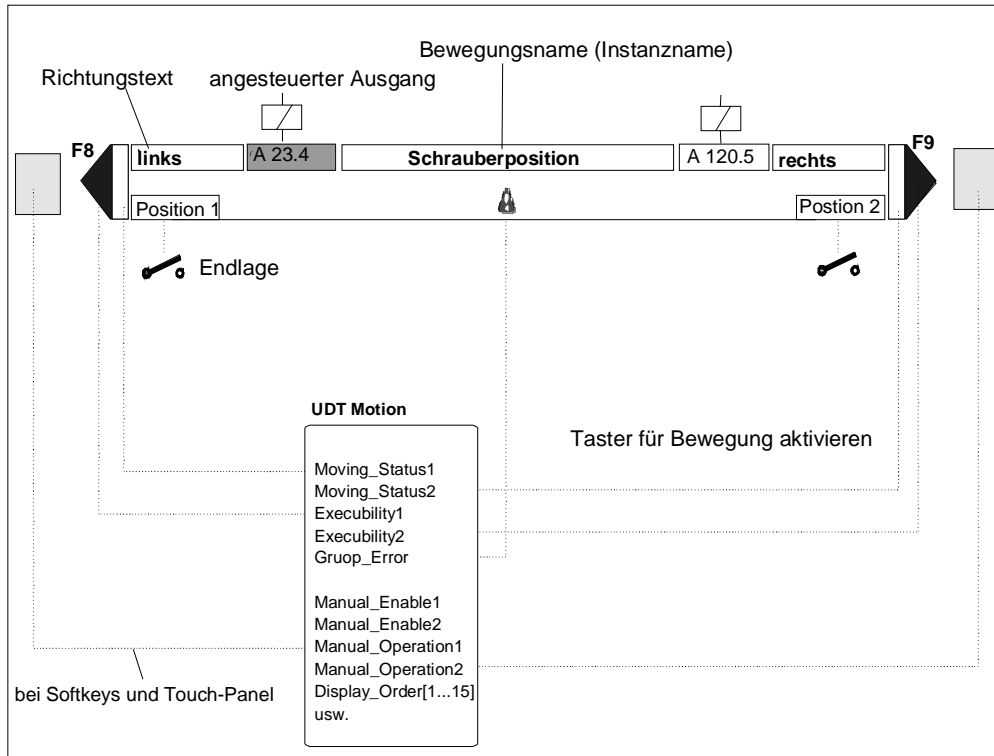 Bewegungsname (Instanzname)
Richtungstext
angesteuerter Ausgang
F8
links
A 23.4
Schrauberposition
A 120.5
rechts
F9
Position 1
Postion 2
Endlage
UDT Motion
Taster für Bewegung aktivieren
Moving_Status1
Moving_Status2
Execubility1
Execubility2
Gruop_Error
Manual_Enable1
Manual_Enable2
Manual_Operation1
Manual_Operation2
Display_Order[1...15]
usw.
bei Softkeys und Touch-Panel